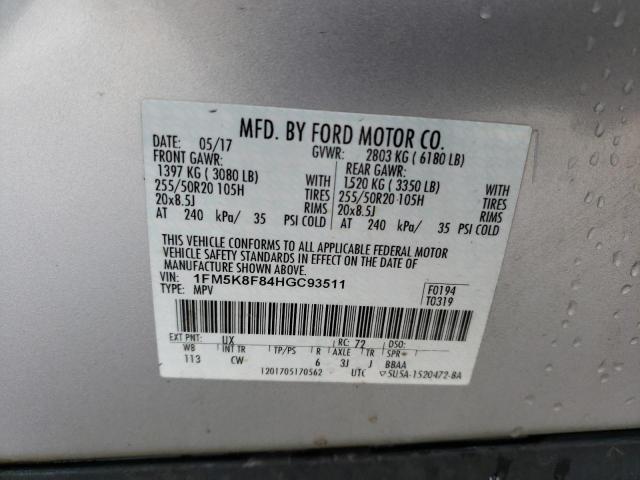 MFD. BY FORD MOTOR CO.
DATE: 05/17 GVWR: 2803 KG ( 6180 LB)
FRONT GAWR: REAR GAWR:
1397 KG ( 3080 LB) WITH 1520 KG ( 3350 LB) WITH
255/50R20 105H TIRES 255/50R20 105H TIRES
20x8.5J RIMS 20x8.5J RIMS
AT 240 kPa/ 35 PSI COLD AT 240 kPa/ 35 PSI COLD
THIS VEHICLE CONFORMS TO ALL APPLICABLE FEDERAL MOTOR
VEHICLE SAFETY STANDARDS IN EFFECT ON THE DATE OF
MANUFACTURE SHOWN ABOVE.
VIN: 1FM5K8F84HGC93511 F0194
TYPE: MPV T0319
EXT PNT: UX RC: 72 DSO:
WB INT TR TP/PS R AXLE TR SPR
113 CW 6 3J J BBAA
1201705170562 UTC ▽5U5A-1520472-BA